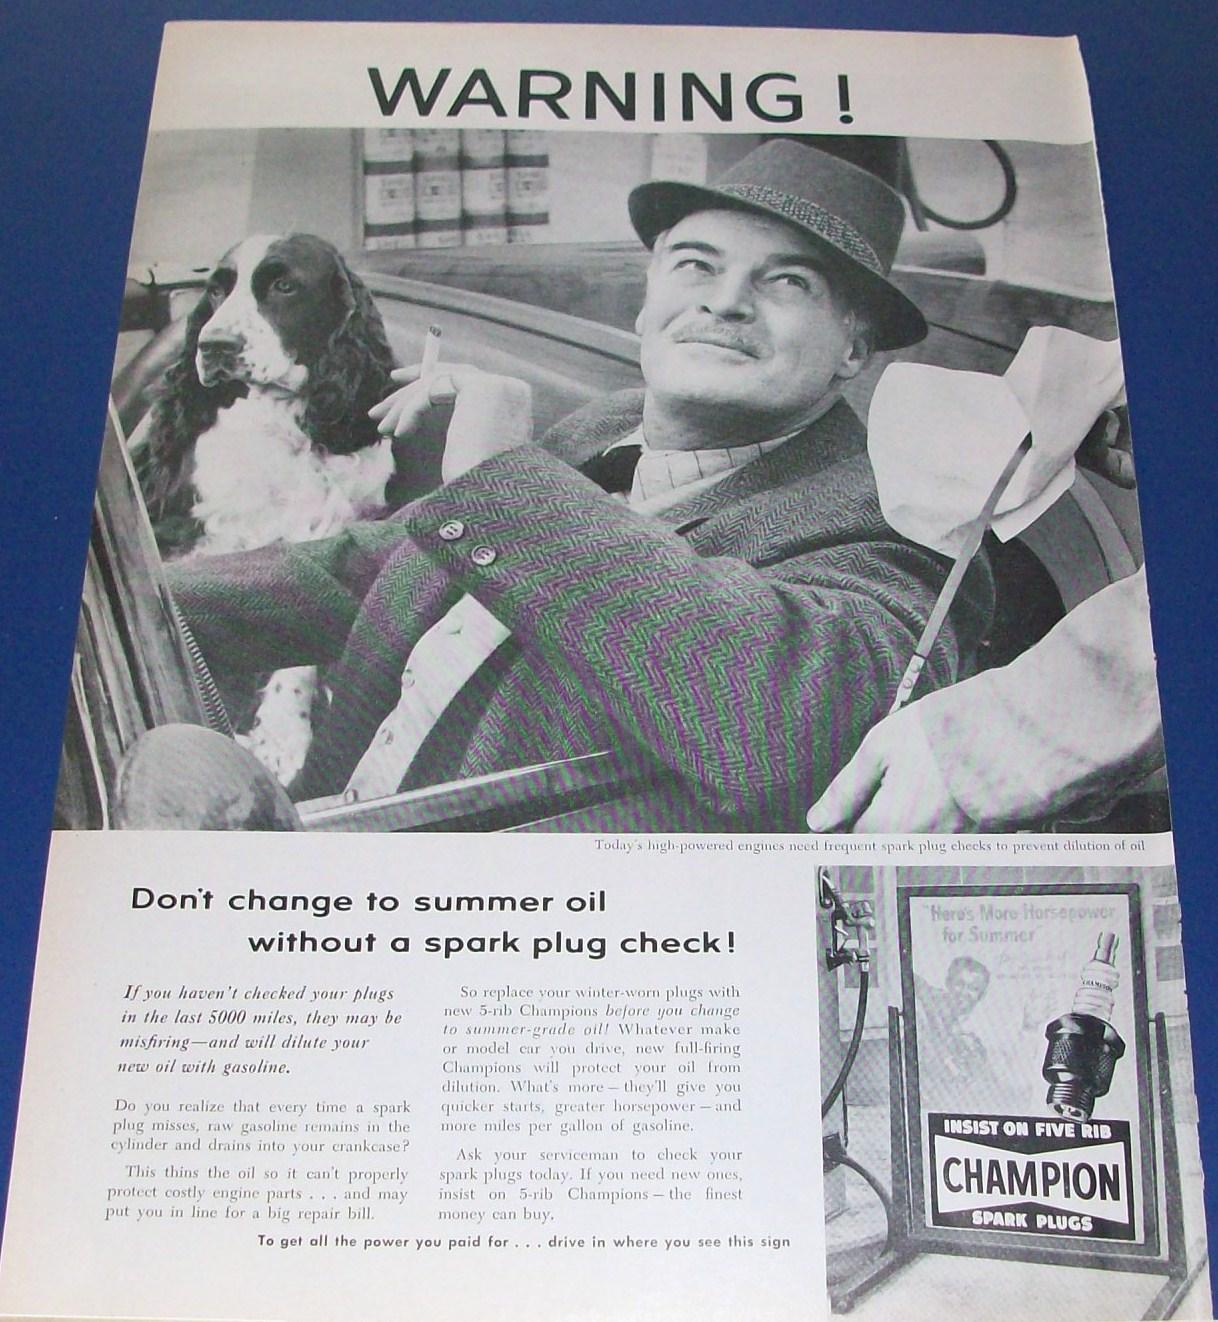 WARNING !
Today's high-powered engines need frequent spark plug checks to prevent dilution of oil
Don't change to summer oil
without a spark plug check!
If you haven't checked your plugs
in the last 5000 miles, they may be
misfiring—and will dilute your
new oil with gasoline.
Do you realize that every time a spark
plug misses, raw gasoline remains in the
cylinder and drains into your crankcase?
This thins the oil so it can't properly
protect costly engine parts . . . and may
put you in line for a big repair bill.
So replace your winter-worn plugs with
new 5-rib Champions before you change
to summer-grade oil! Whatever make
or model car you drive, new full-firing
Champions will protect your oil from
dilution. What's more — they'll give you
quicker starts, greater horsepower — and
more miles per gallon of gasoline.
Ask your serviceman to check your
spark plugs today. If you need new ones,
insist on 5-rib Champions — the finest
money can buy.
To get all the power you paid for . . . drive in where you see this sign
"Here's More Horsepower
for Summer"
CHAMPION
INSIST ON FIVE RIB
CHAMPION
SPARK PLUGS